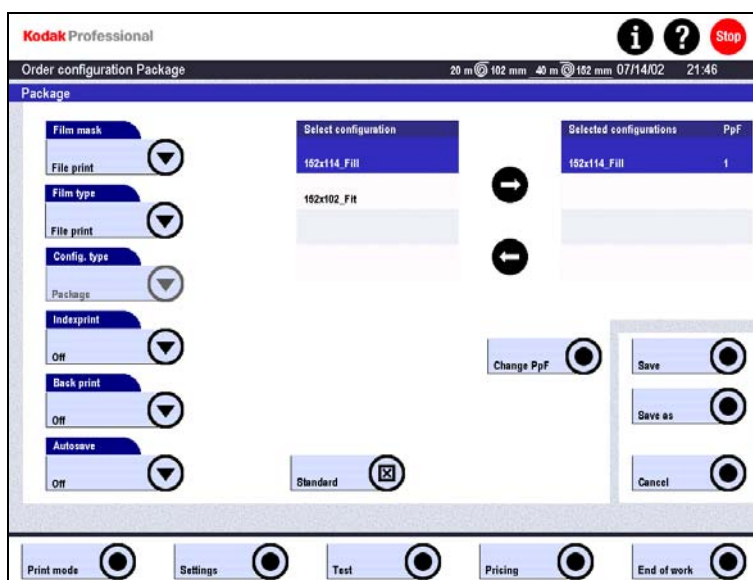 Kodak Professional
i ? Stop
Order configuration Package 20 m 102 mm 40 m 152 mm 07/14/02 21:46
Package
Film mask
File print
Film type
File print
Config. type
Package
Indexprint
Off
Back print
Off
Autosave
Off
Select configuration
152x114_Fill
152x102_Fit
Standard
Selected configurations PpF
152x114_Fill 1
Change PpF
Save
Save as
Cancel
Print mode Settings Test Pricing End of work